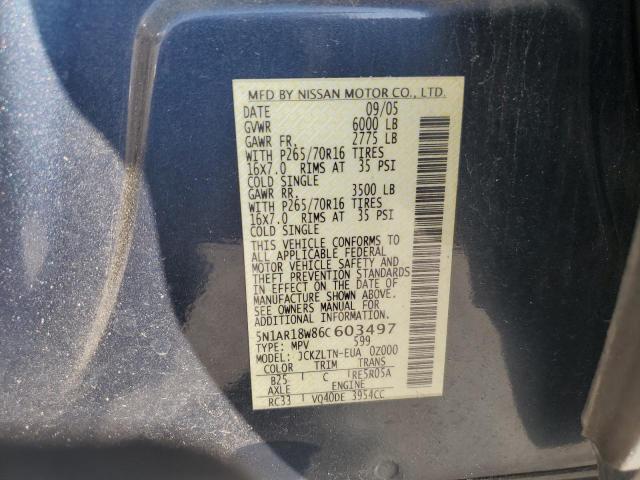 MFD BY NISSAN MOTOR CO., LTD.
DATE 09/05
GVWR 6000 LB
GAWR FR. 2775 LB
WITH P265/70R16 TIRES
16X7.0 RIMS AT 35 PSI
COLD SINGLE
GAWR RR. 3500 LB
WITH P265/70R16 TIRES
16X7.0 RIMS AT 35 PSI
COLD SINGLE
THIS VEHICLE CONFORMS TO
ALL APPLICABLE FEDERAL
MOTOR VEHICLE SAFETY AND
THEFT PREVENTION STANDARDS
IN EFFECT ON THE DATE OF
MANUFACTURE SHOWN ABOVE.
SEE OWNERS MANUAL FOR
ADDITIONAL INFORMATION
5N1AR18W86C603497
TYPE: MPV 599
MODEL: JCKZLTN-EUA 0Z000
COLOR TRIM TRANS
B25- C RE5R05A
AXLE ENGINE
RC33 VQ40DE 3954CC